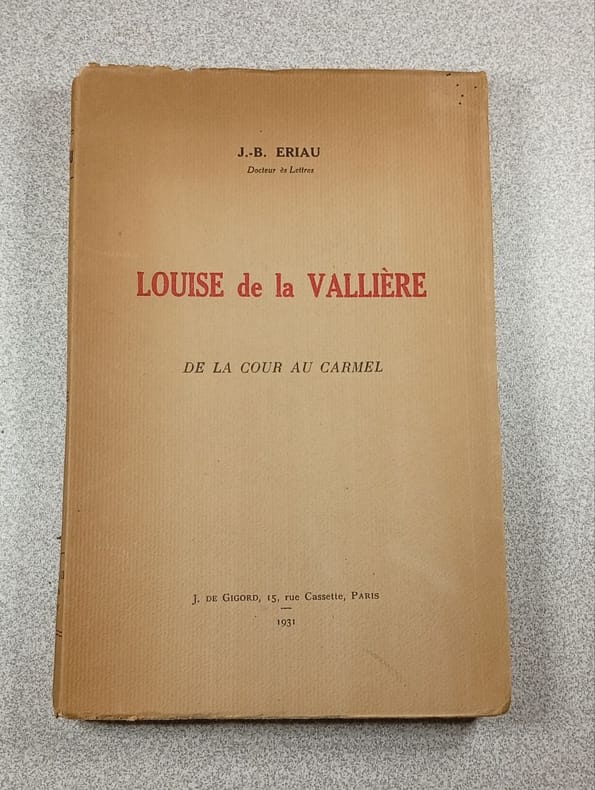 J.-B. ERIAU
Docteur ès Lettres
LOUISE de la VALLIÈRE
DE LA COUR AU CARMEL
J. DE GIGORD, 15, rue Cassette, PARIS
1931